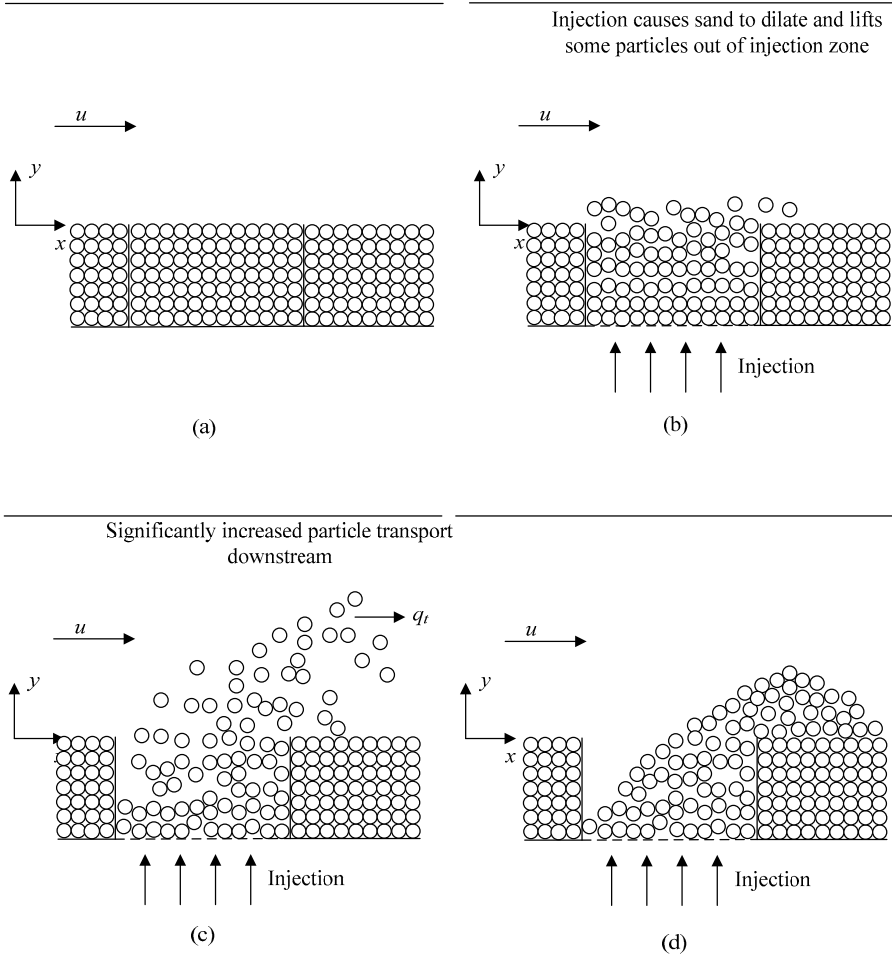 Injection causes sand to dilate and lifts
some particles out of injection zone
u
y
x
(a)
u
y
x
Injection
(b)
Significantly increased particle transport
downstream
u
q_t
y
Injection
(c)
u
y
x
Injection
(d)